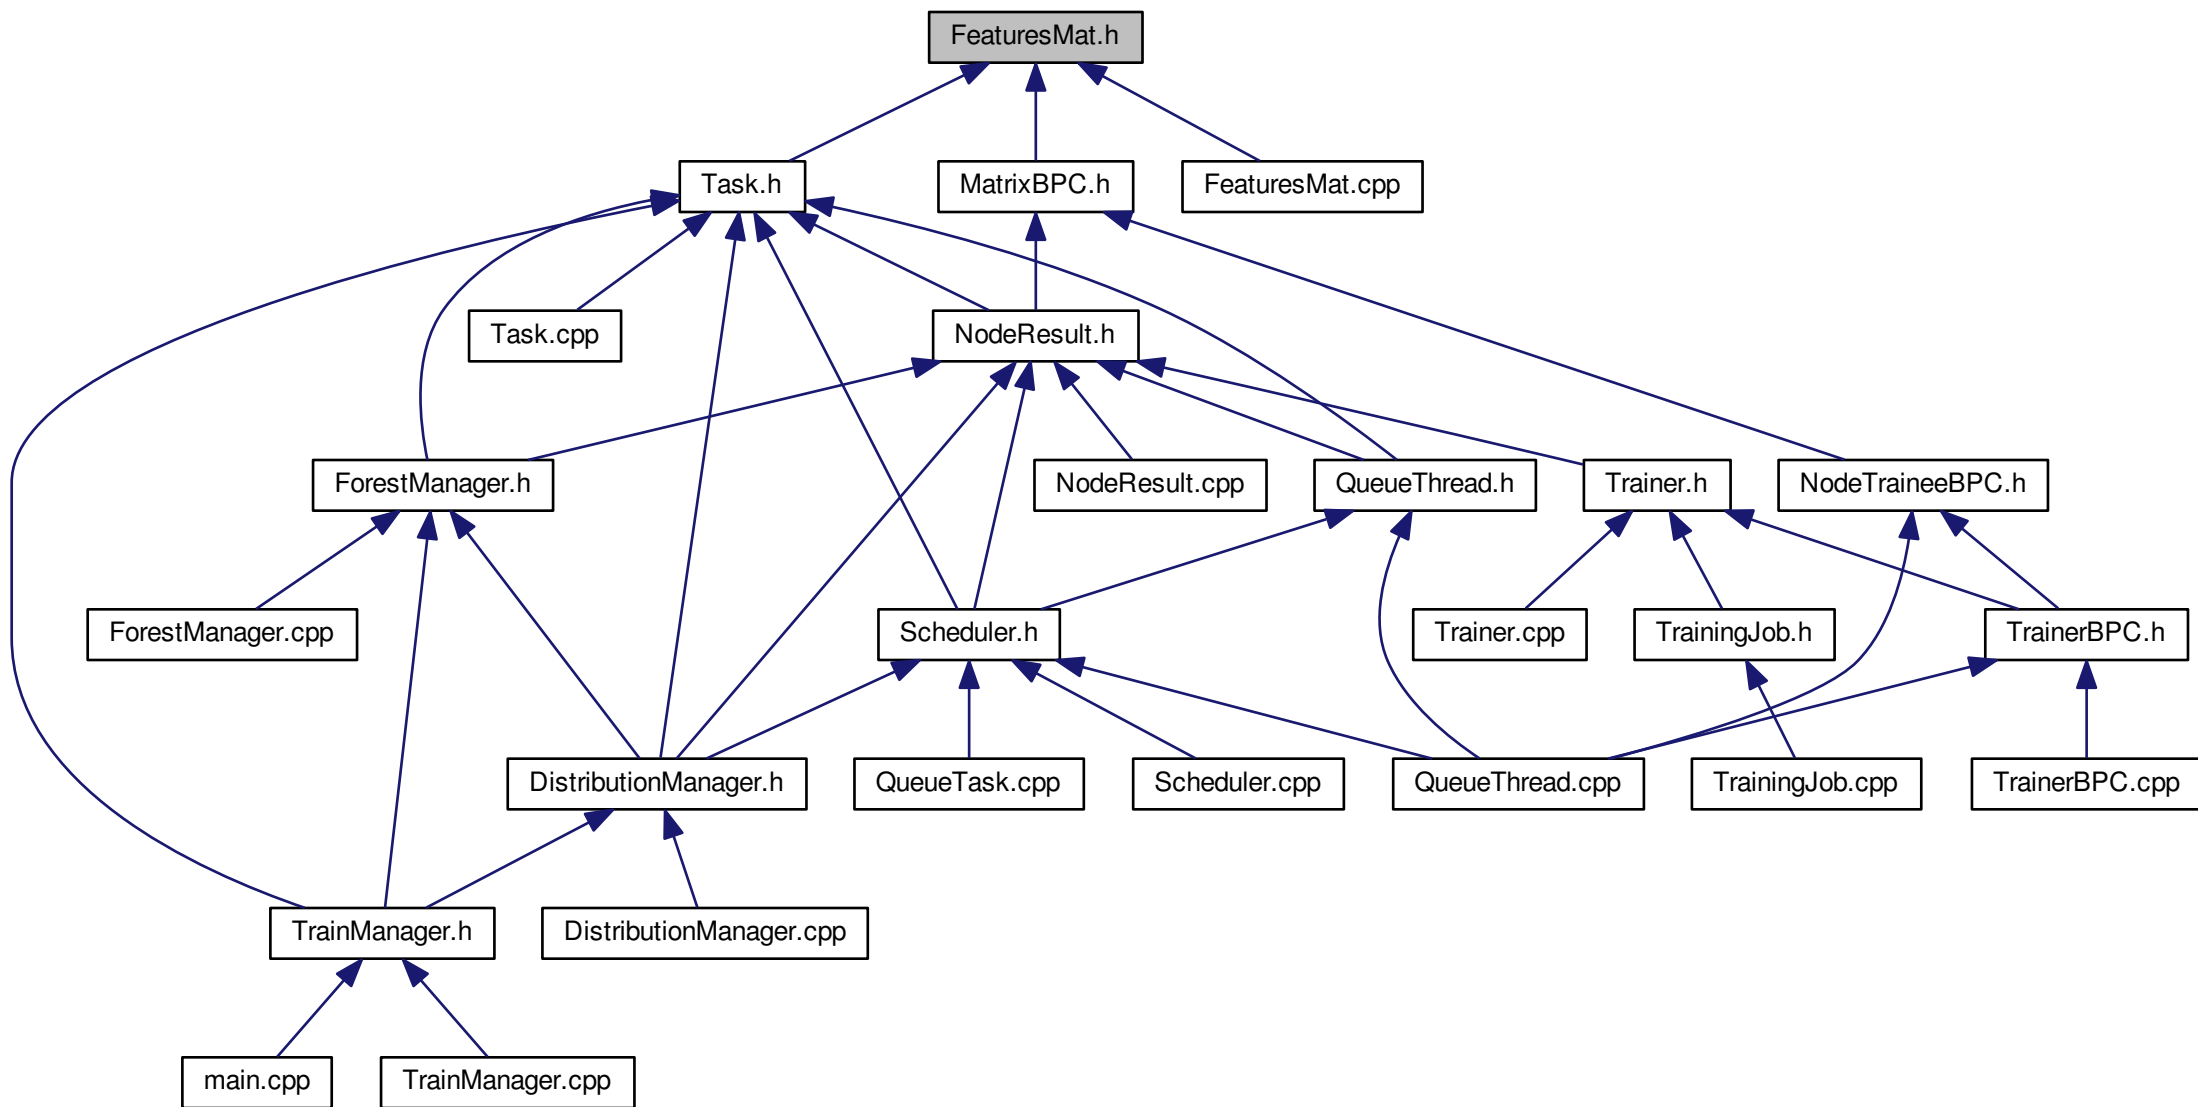 FeaturesMat.h
Task.h
MatrixBPC.h
FeaturesMat.cpp
Task.cpp
NodeResult.h
ForestManager.h
NodeResult.cpp
QueueThread.h
Trainer.h
NodeTraineeBPC.h
ForestManager.cpp
Scheduler.h
Trainer.cpp
TrainingJob.h
TrainerBPC.h
DistributionManager.h
QueueTask.cpp
Scheduler.cpp
QueueThread.cpp
TrainingJob.cpp
TrainerBPC.cpp
TrainManager.h
DistributionManager.cpp
main.cpp
TrainManager.cpp